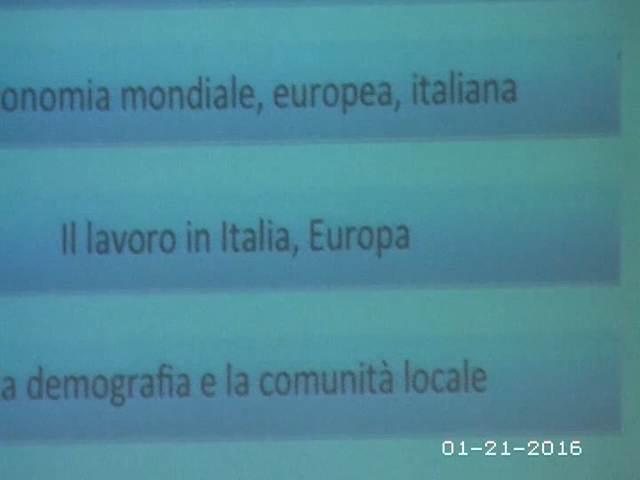 onomia mondiale, europea, italiana
Il lavoro in Italia, Europa
a demografia e la comunità locale
01-21-2016